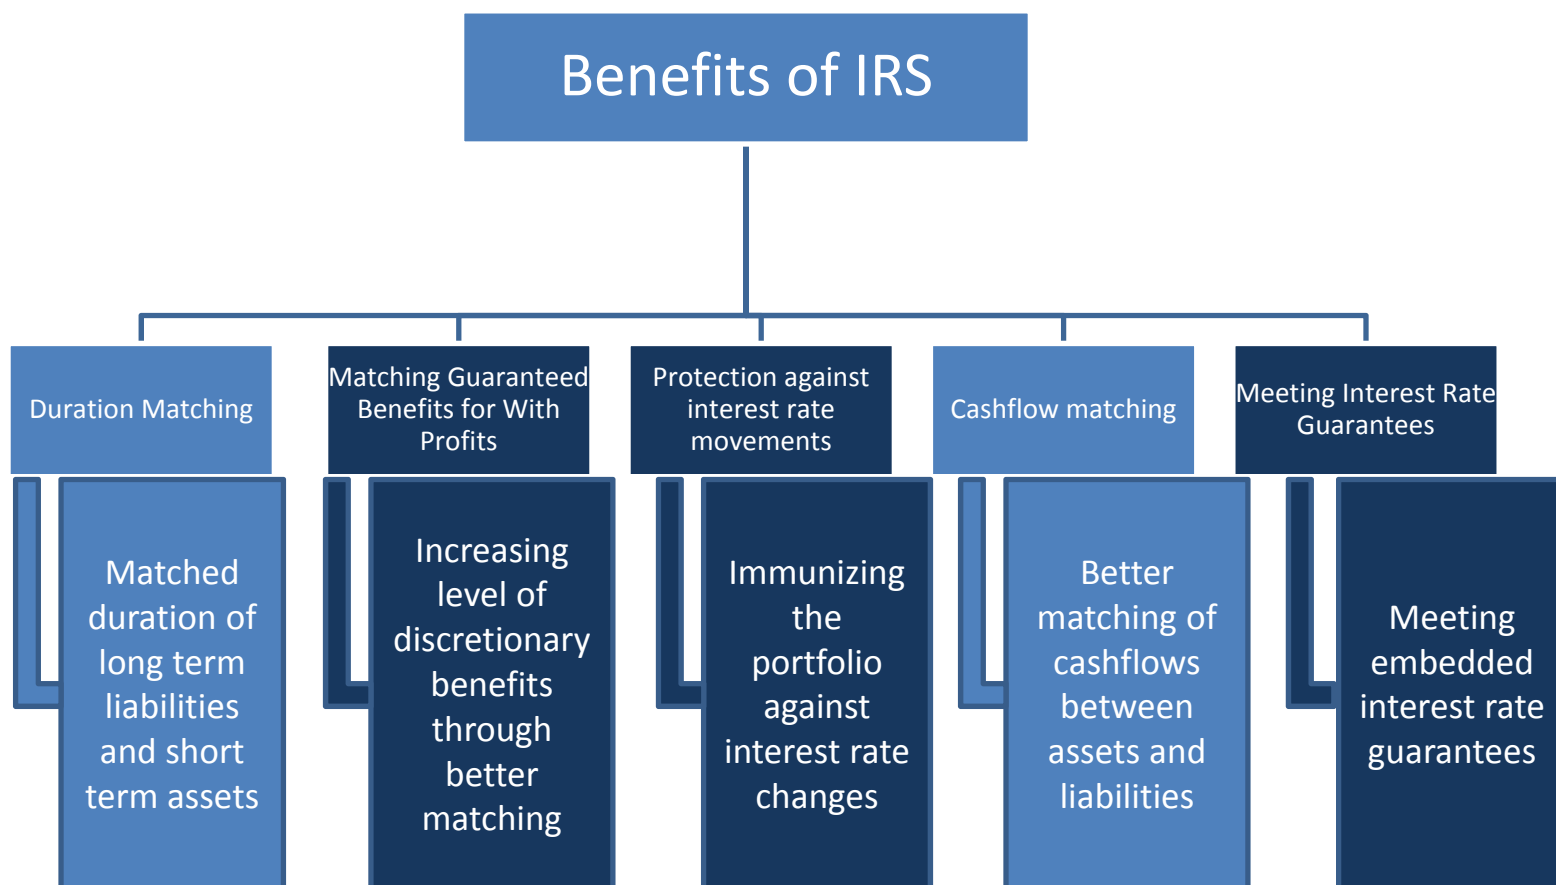 Benefits of IRS
Duration Matching
Matching Guaranteed
Benefits for With
Profits
Protection against
interest rate
movements
Cashflow matching
Meeting Interest Rate
Guarantees
Matched
duration of
long term
liabilities
and short
term assets
Increasing
level of
discretionary
benefits
through
better
matching
Immunizing
the
portfolio
against
interest rate
changes
Better
matching of
cashflows
between
assets and
liabilities
Meeting
embedded
interest rate
guarantees